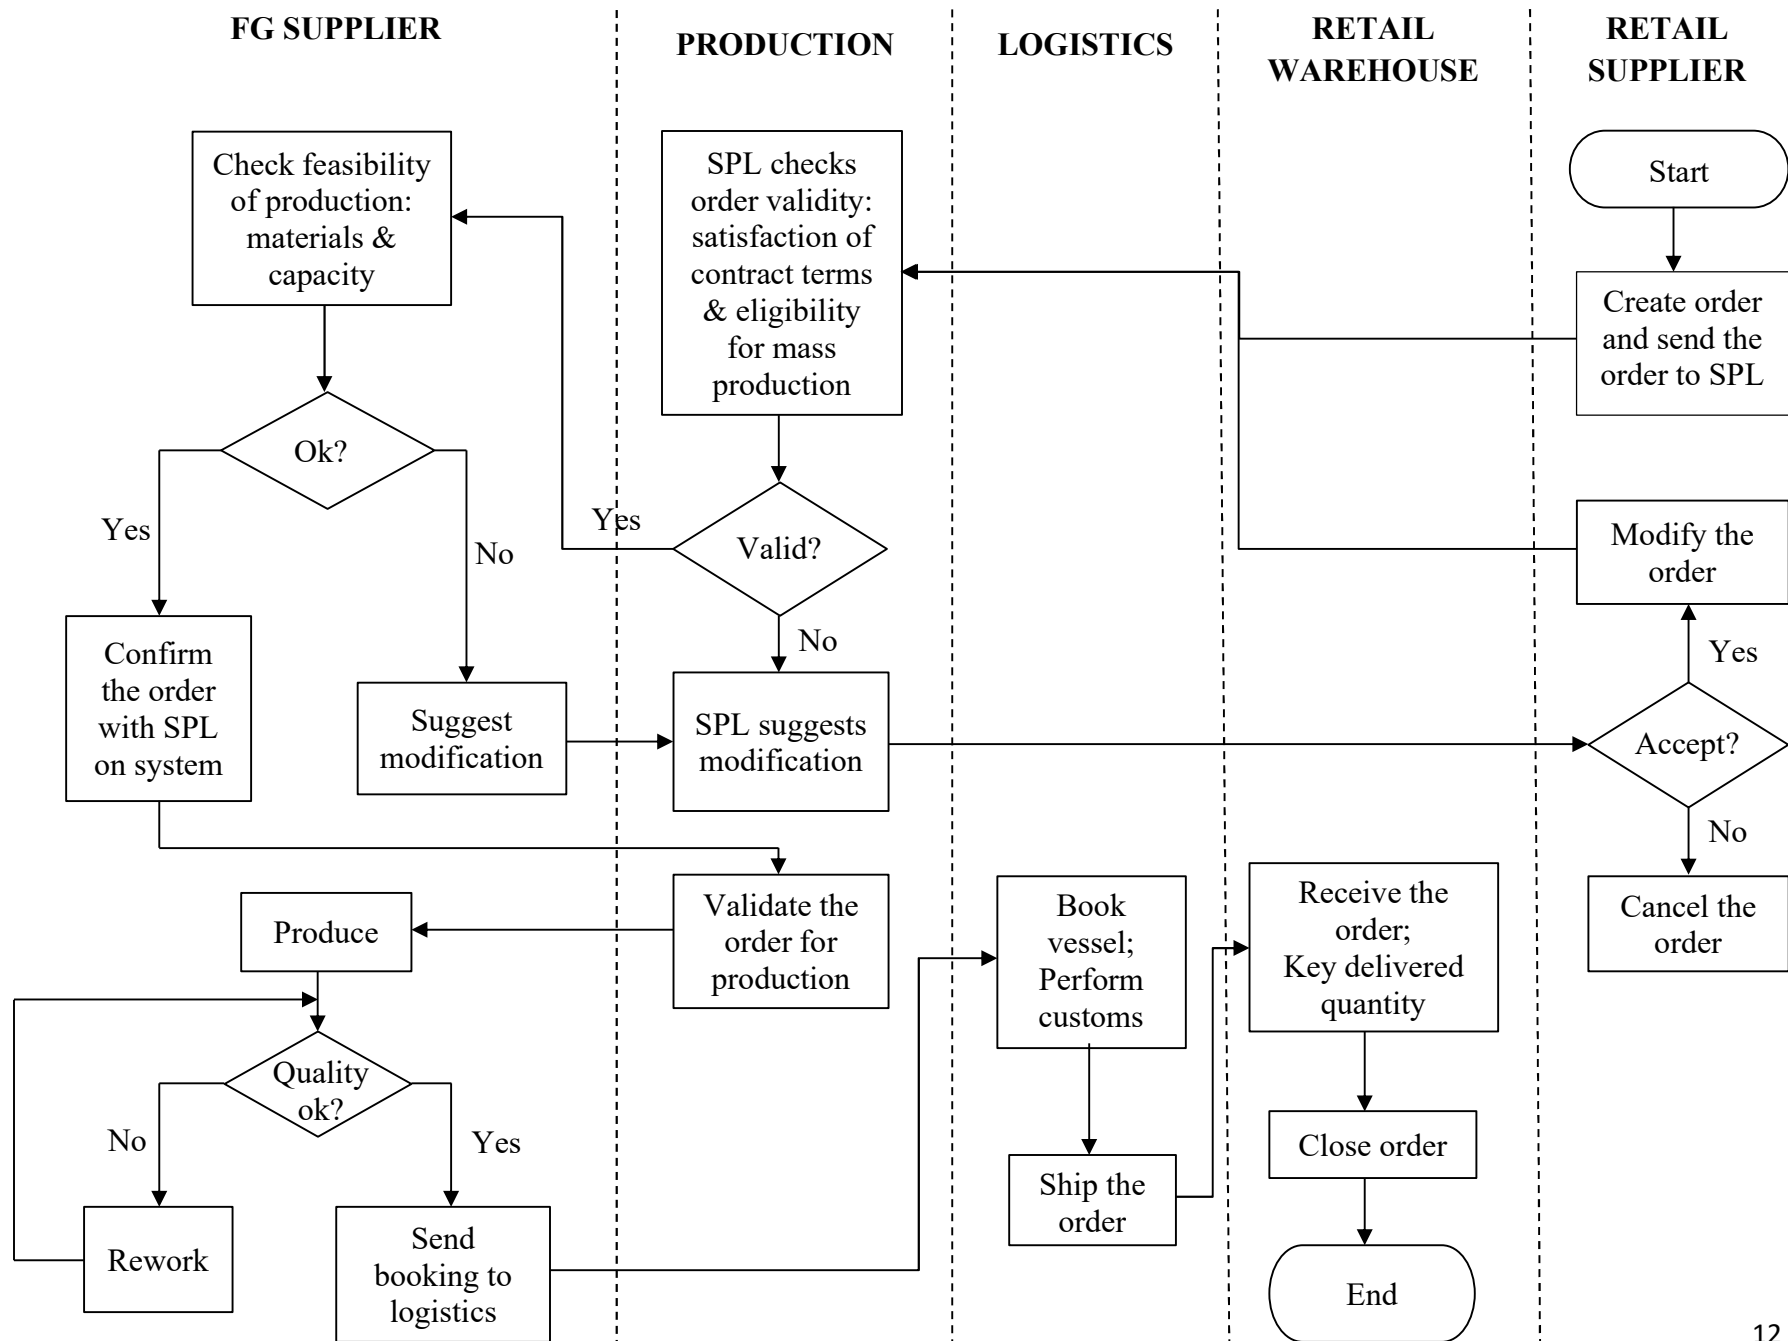 FG SUPPLIER
PRODUCTION
LOGISTICS
RETAIL
WAREHOUSE
RETAIL
SUPPLIER
Check feasibility
of production:
materials &
capacity
Ok?
Yes
No
Confirm
the order
with SPL
on system
Suggest
modification
Produce
Quality
ok?
No
Yes
Rework
Send
booking to
logistics
SPL checks
order validity:
satisfaction of
contract terms
& eligibility
for mass
production
Yes
Valid?
No
SPL suggests
modification
Validate the
order for
production
Book
vessel;
Perform
customs
Ship the
order
Receive the
order;
Key delivered
quantity
Close order
End
Start
Create order
and send the
order to SPL
Modify the
order
Yes
Accept?
No
Cancel the
order
12